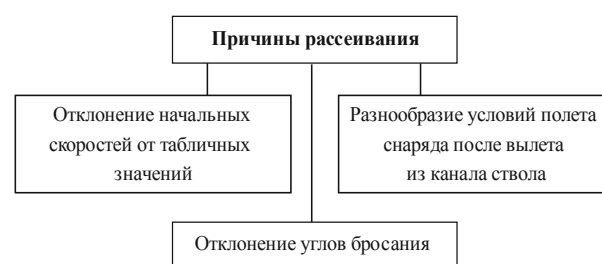 Причины рассеивания
Отклонение начальных
скоростей от табличных
значений
Разнообразие условий полета
снаряда после вылета
из канала ствола
Отклонение углов бросания